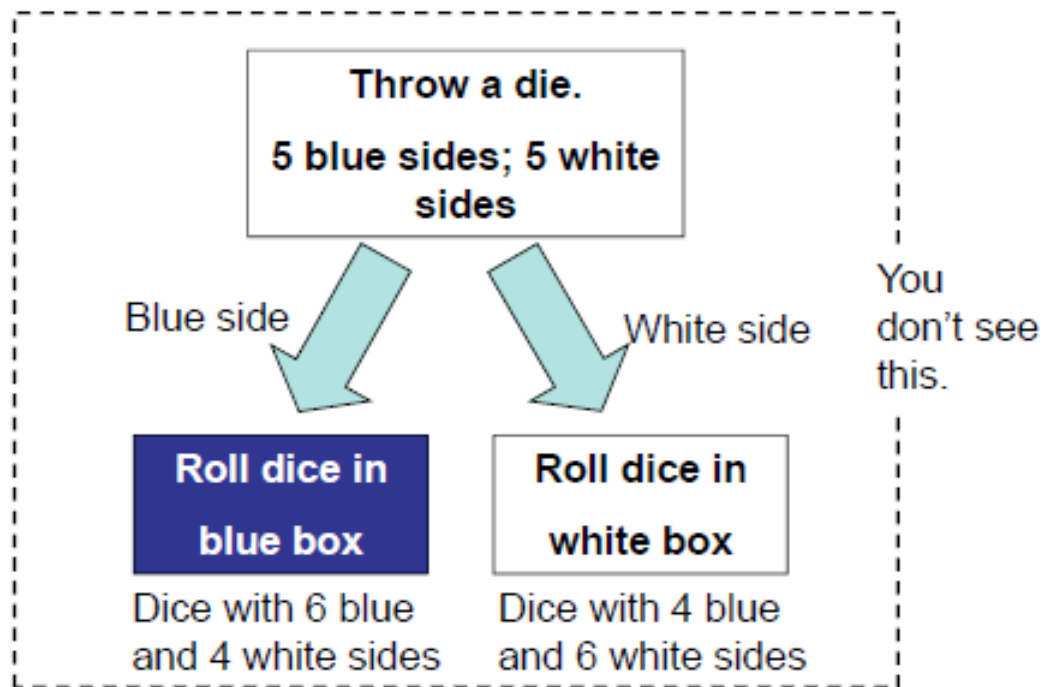 Throw a die.
5 blue sides; 5 white
sides
Blue side
White side
You
don't see
this.
Roll dice in
blue box
Roll dice in
white box
Dice with 6 blue
and 4 white sides
Dice with 4 blue
and 6 white sides